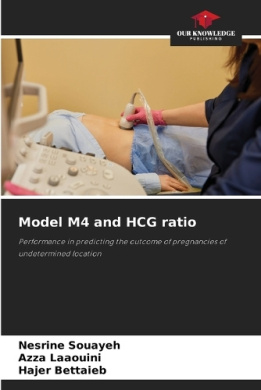 OUR KNOWLEDGE
PUBLISHING
Model M4 and HCG ratio
Performance in predicting the outcome of pregnancies of
undetermined location
Nesrine Souayeh
Azza Laaouini
Hajer Bettaieb